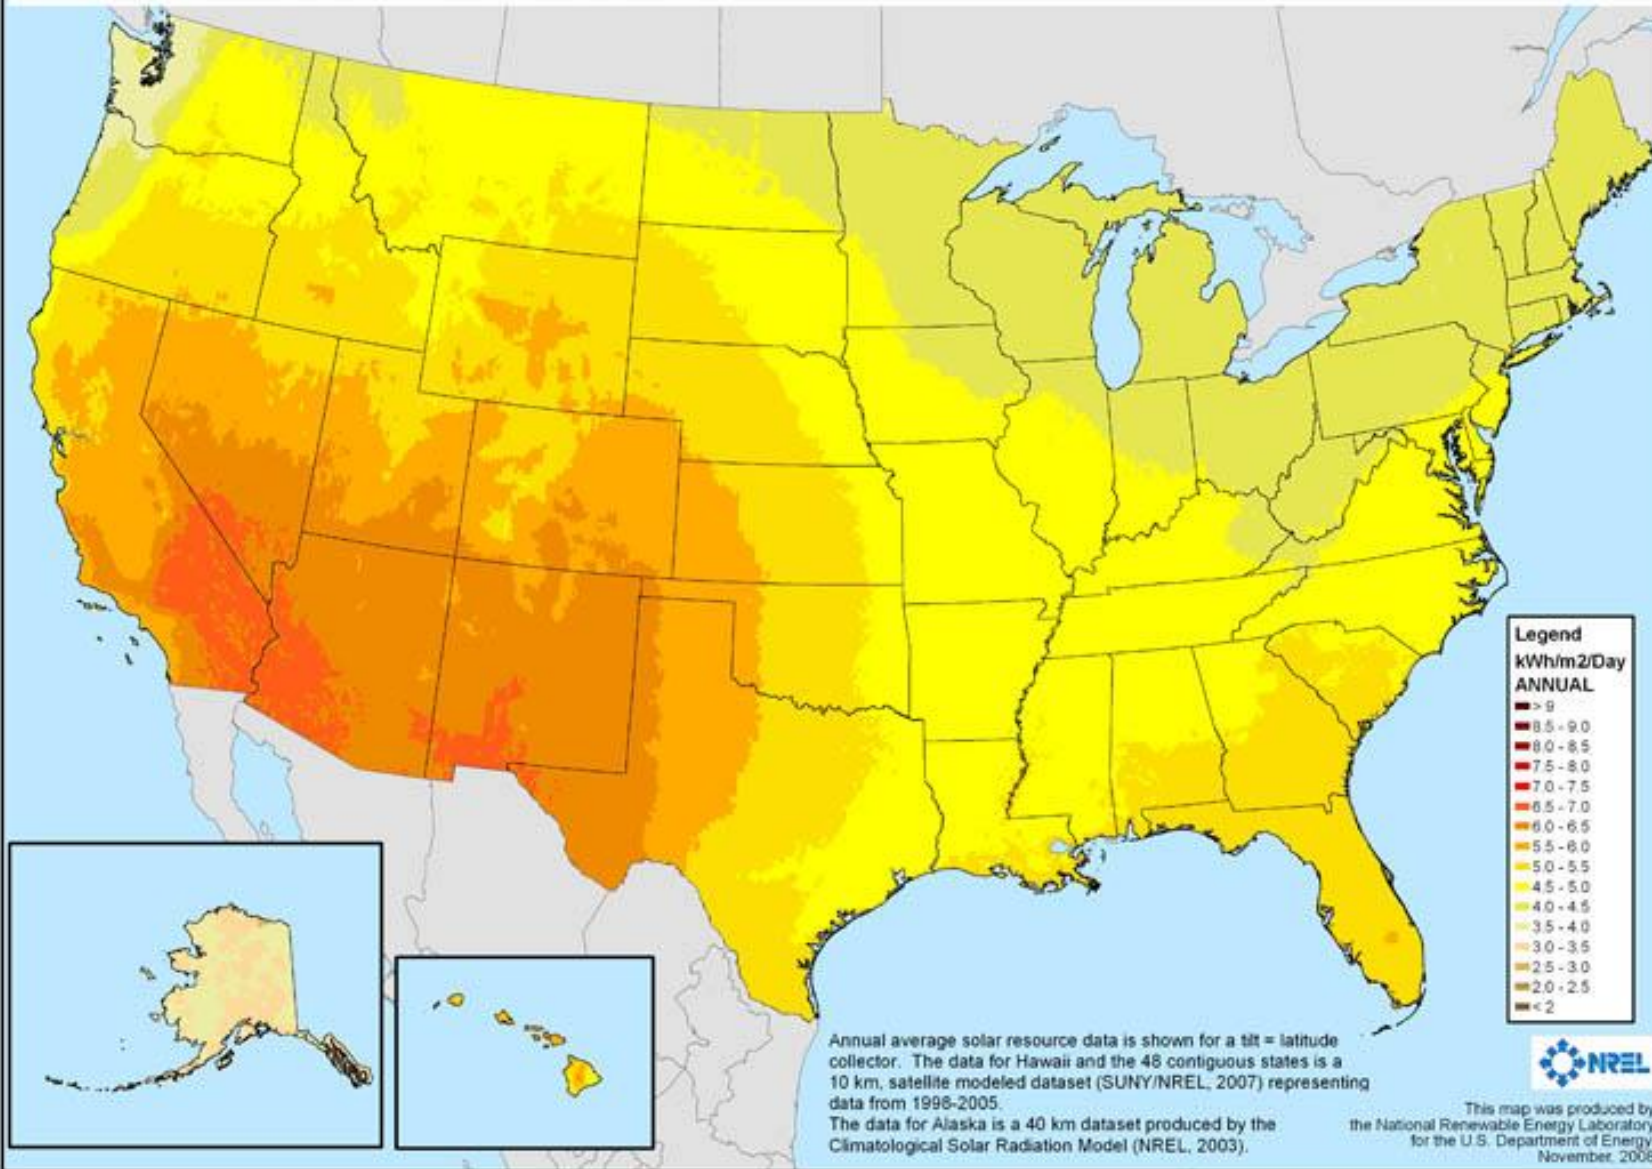 Legend
kWh/m2/Day
ANNUAL
> 9
8.5 - 9.0
8.0 - 8.5
7.5 - 8.0
7.0 - 7.5
6.5 - 7.0
6.0 - 6.5
5.5 - 6.0
5.0 - 5.5
4.5 - 5.0
4.0 - 4.5
3.5 - 4.0
3.0 - 3.5
2.5 - 3.0
2.0 - 2.5
< 2
Annual average solar resource data is shown for a tilt = latitude
collector. The data for Hawaii and the 48 contiguous states is a
10 km, satellite modeled dataset (SUNY/NREL, 2007) representing
data from 1998-2005.
The data for Alaska is a 40 km dataset produced by the
Climatological Solar Radiation Model (NREL, 2003).
NREL
This map was produced by
the National Renewable Energy Laboratory
for the U.S. Department of Energy
November, 2008